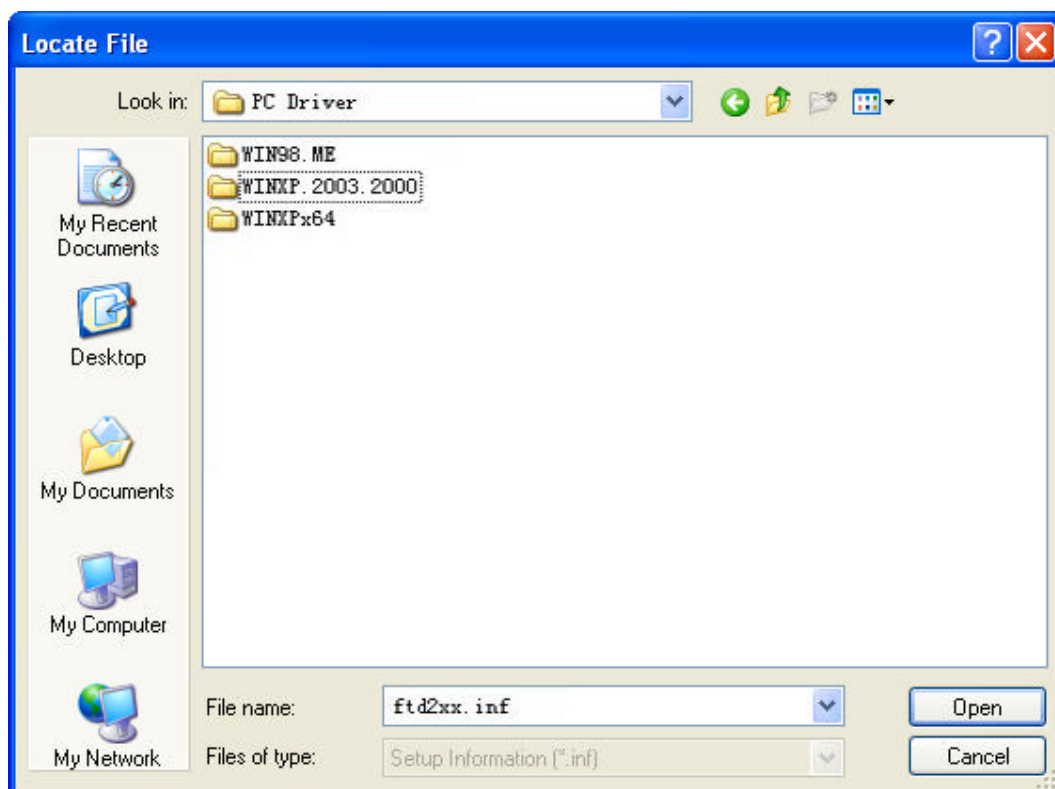 Locate File
Look in:
PC Driver
WIN98.ME
WINXP.2003.2000
WINXPx64
My Recent
Documents
Desktop
My Documents
My Computer
My Network
File name:
ftd2xx.inf
Open
Files of type:
Setup Information (*.inf)
Cancel